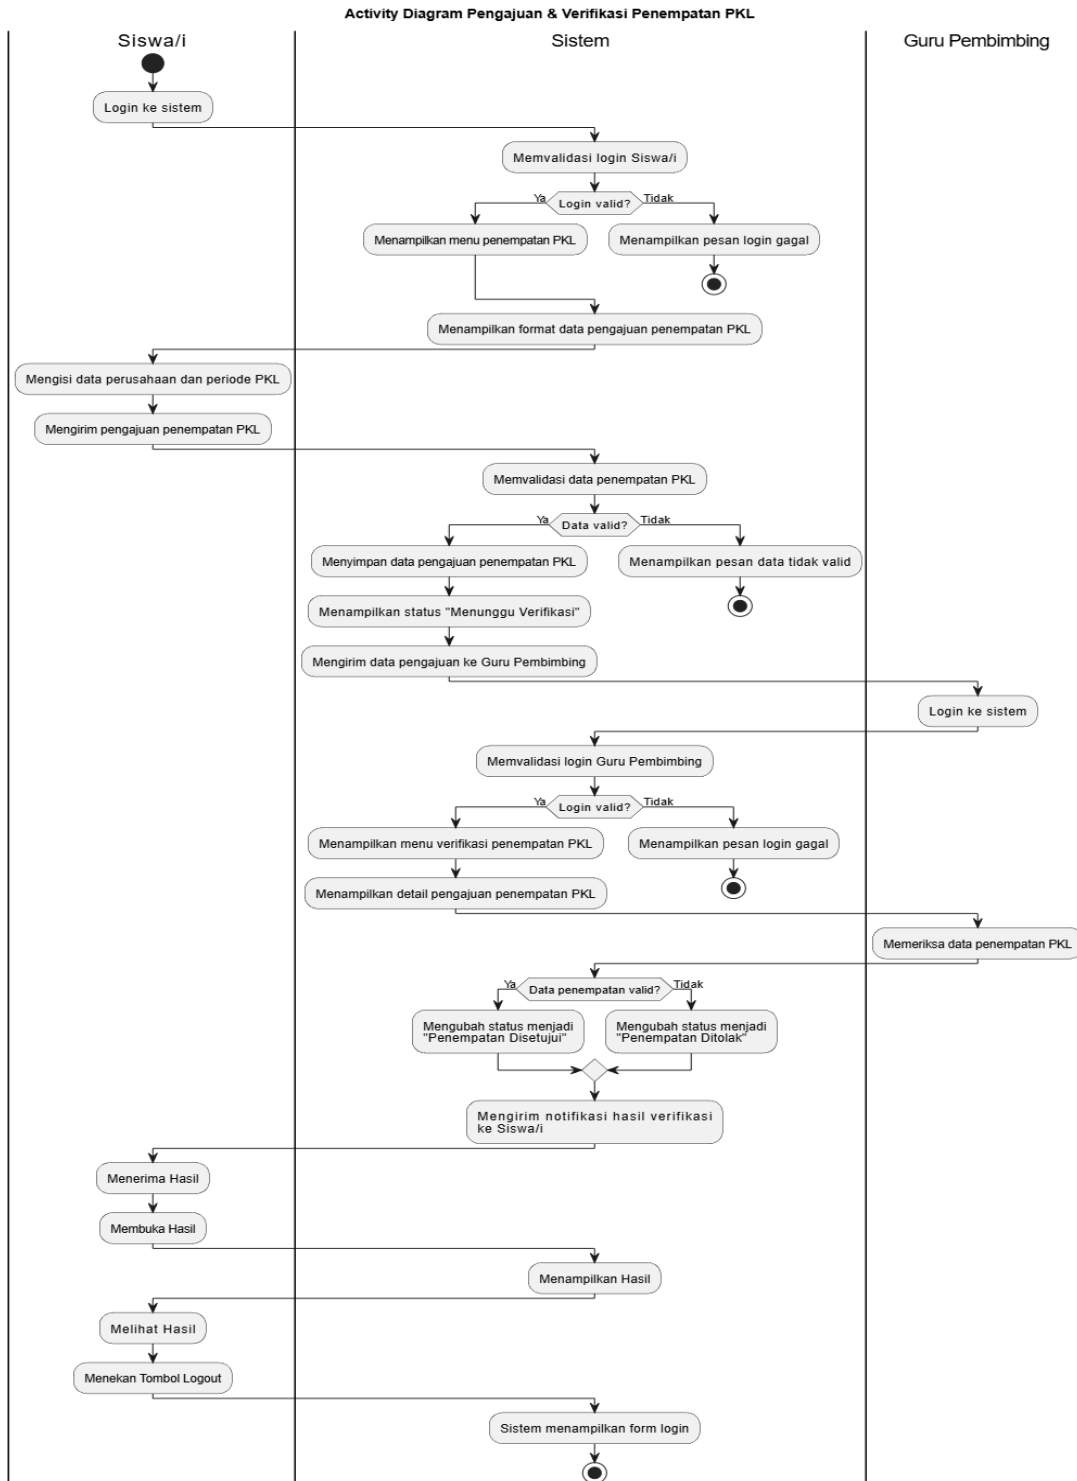 Activity Diagram Pengajuan & Verifikasi Penempatan PKL
Siswa/i
Sistem
Guru Pembimbing
Login ke sistem
Memvalidasi login Siswa/i
Ya
Login valid?
Tidak
Menampilkan menu penempatan PKL
Menampilkan pesan login gagal
Menampilkan format data pengajuan penempatan PKL
Mengisi data perusahaan dan periode PKL
Mengirim pengajuan penempatan PKL
Memvalidasi data penempatan PKL
Ya
Data valid?
Tidak
Menyimpan data pengajuan penempatan PKL
Menampilkan pesan data tidak valid
Menampilkan status "Menunggu Verifikasi"
Mengirim data pengajuan ke Guru Pembimbing
Login ke sistem
Memvalidasi login Guru Pembimbing
Ya
Login valid?
Tidak
Menampilkan menu verifikasi penempatan PKL
Menampilkan pesan login gagal
Menampilkan detail pengajuan penempatan PKL
Memeriksa data penempatan PKL
Ya
Data penempatan valid?
Tidak
Mengubah status menjadi
"Penempatan Disetujui"
Mengubah status menjadi
"Penempatan Ditolak"
Mengirim notifikasi hasil verifikasi
ke Siswa/i
Menerima Hasil
Membuka Hasil
Menampilkan Hasil
Melihat Hasil
Menekan Tombol Logout
Sistem menampilkan form login